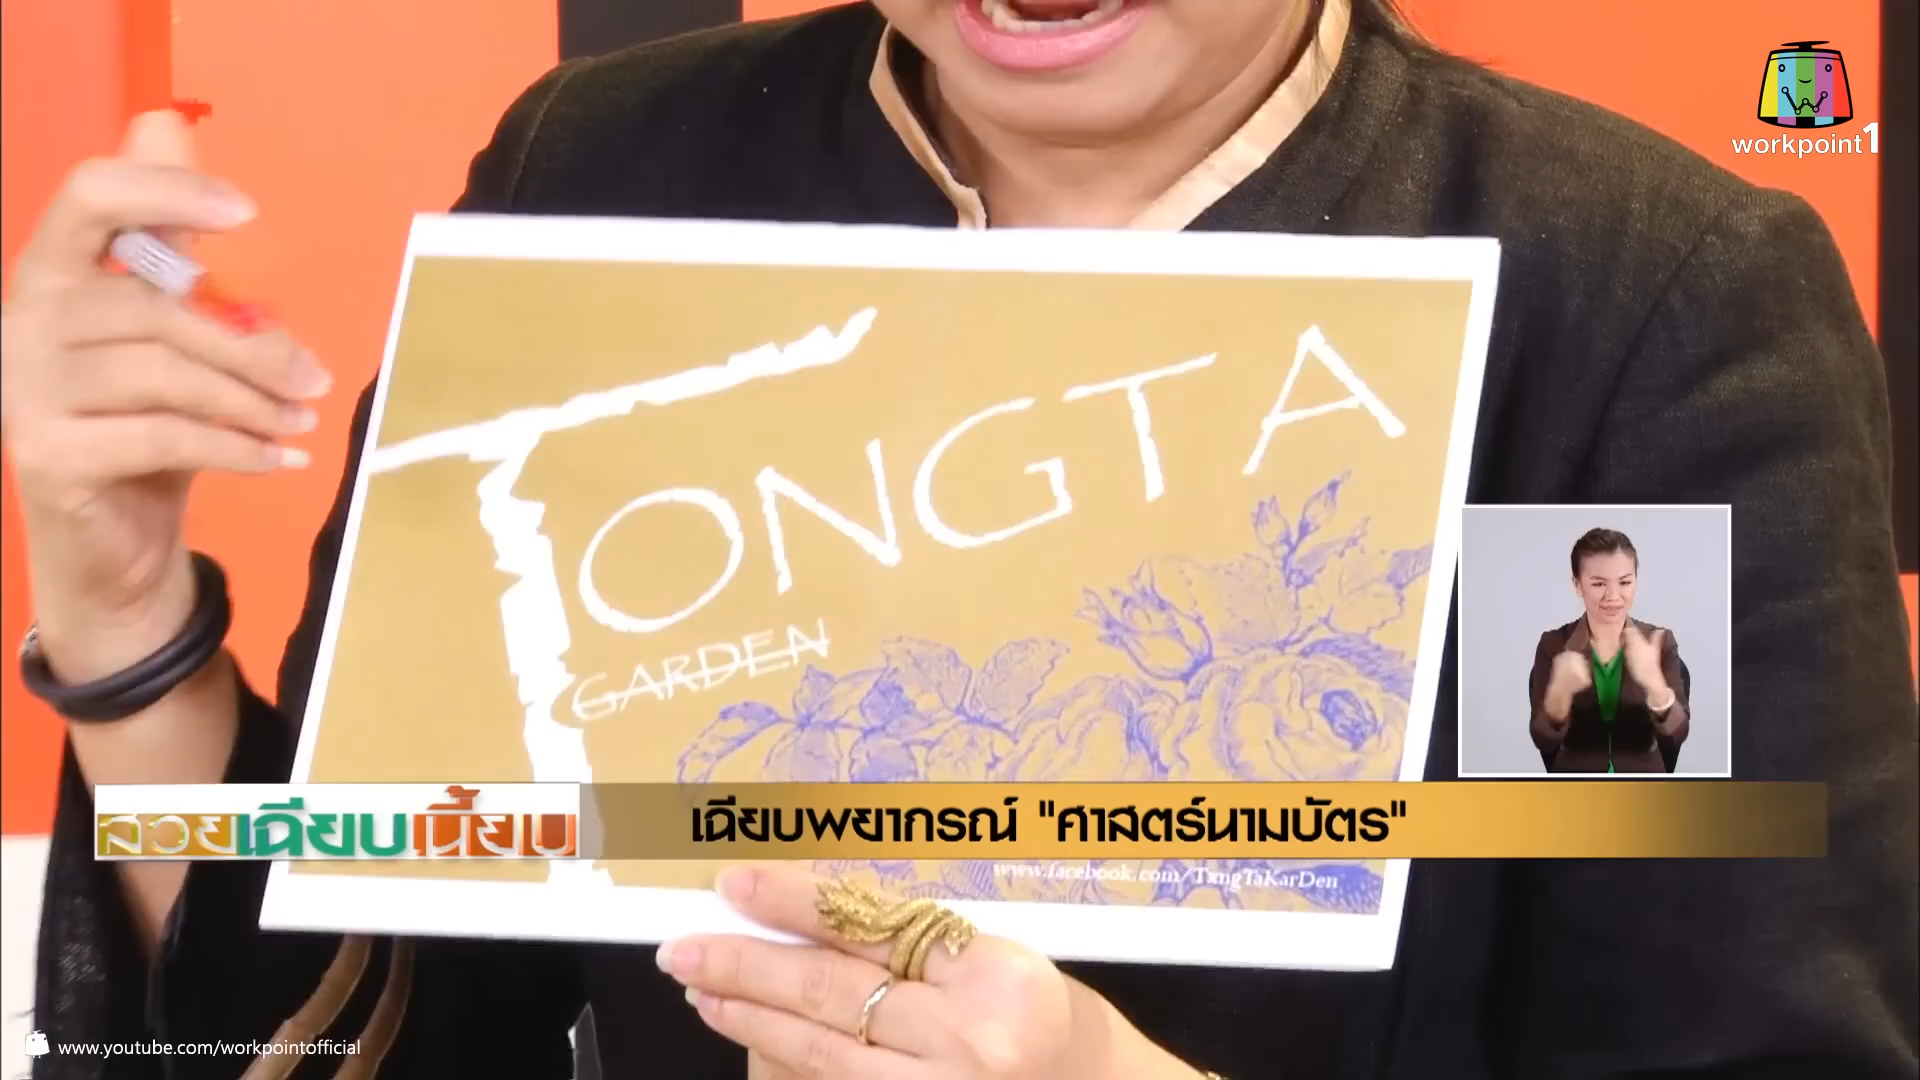 workpoint1
TONGTA
GARDEN
สวยเฉียบเนี้ยบ
เฉียบพยากรณ์ "ศาสตร์นามบัตร"
www.facebook.com/TxngTaKarDen
www.youtube.com/workpointofficial